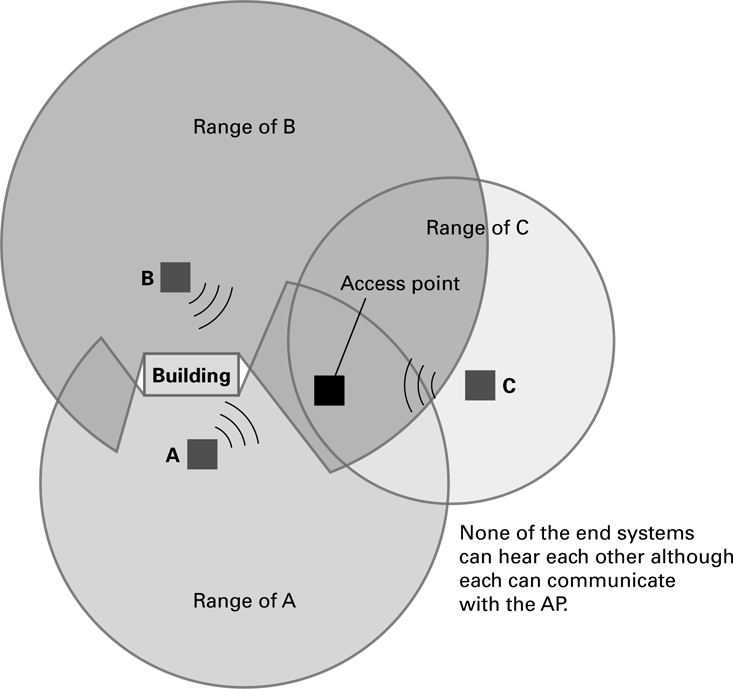 Range of B
Range of C
Access point
B
Building
C
A
None of the end systems
can hear each other although
each can communicate
with the AP.
Range of A